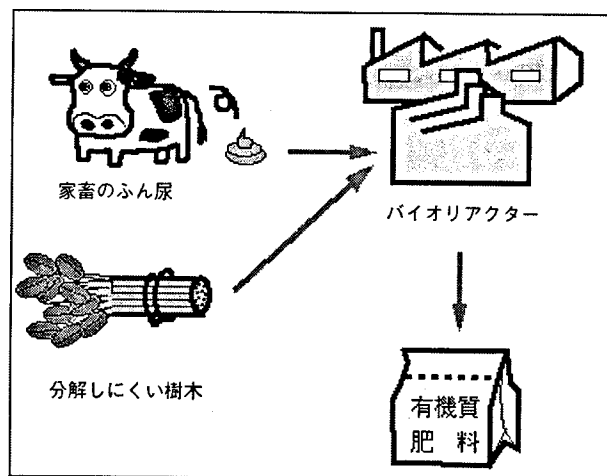 家畜のふん尿
バイオリアクター
分解しにくい樹木
有機質
肥 料